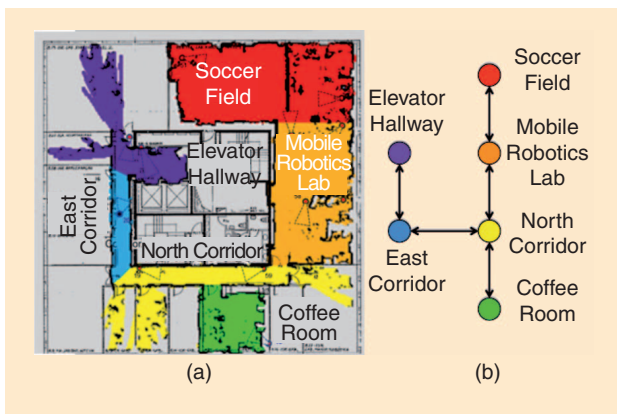 Soccer
Field
Elevator
Hallway
Mobile
Robotics
Lab
East
Corridor
North Corridor
Coffee
Room
(a)
Soccer
Field
Elevator
Hallway
Mobile
Robotics
Lab
North
Corridor
East
Corridor
Coffee
Room
(b)